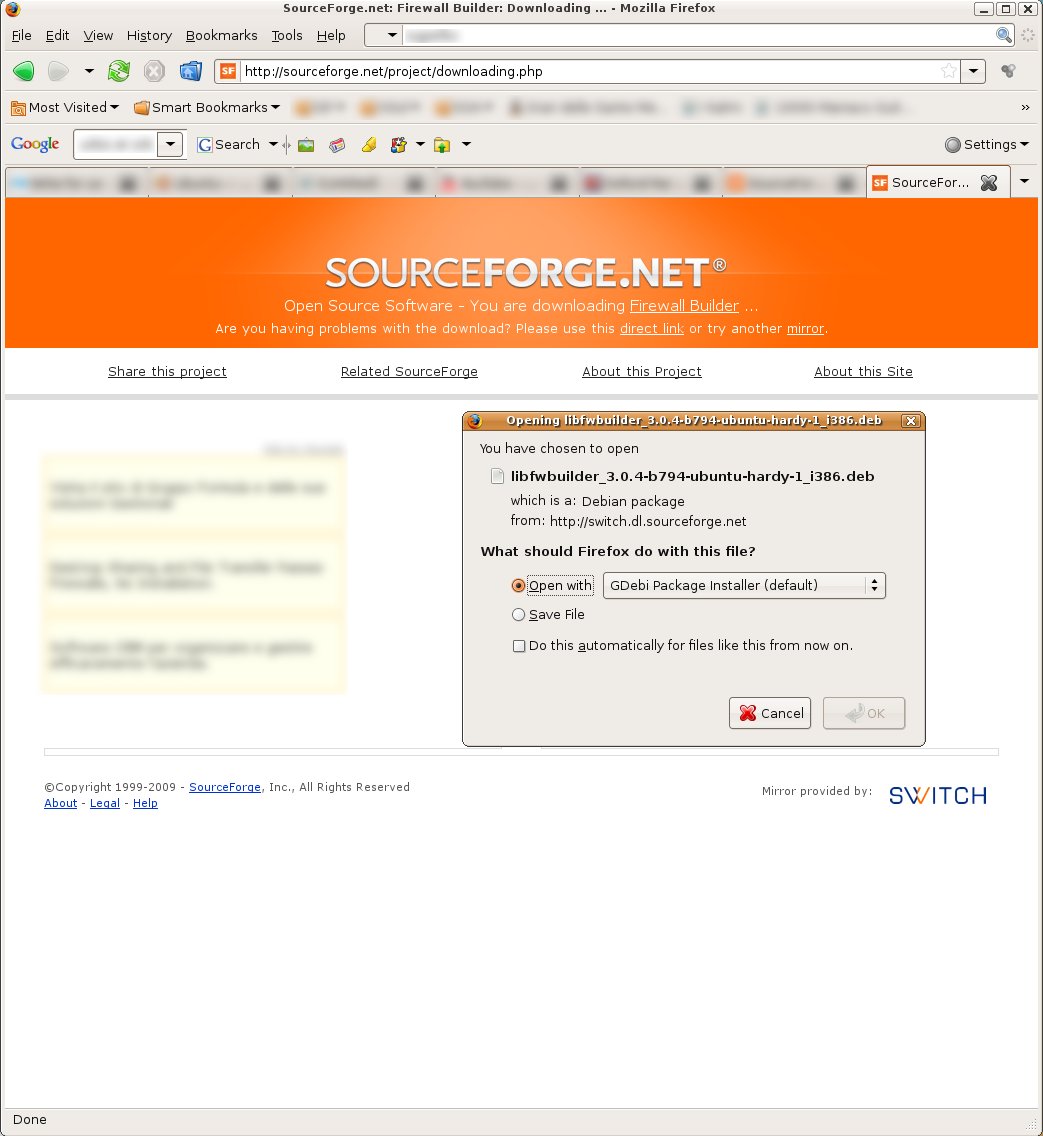 SourceForge.net: Firewall Builder: Downloading ... - Mozilla Firefox
File Edit View History Bookmarks Tools Help
SF http://sourceforge.net/project/downloading.php
Most Visited Smart Bookmarks »
Google G Search Settings
SF SourceFor...
SOURCEFORGE.NET®
Open Source Software - You are downloading Firewall Builder ...
Are you having problems with the download? Please use this direct link or try another mirror.
Share this project Related SourceForge About this Project About this Site
Opening libfwbuilder_3.0.4-b794-ubuntu-hardy-1_i386.deb
You have chosen to open
libfwbuilder_3.0.4-b794-ubuntu-hardy-1_i386.deb
which is a: Debian package
from: http://switch.dl.sourceforge.net
What should Firefox do with this file?
Open with GDebi Package Installer (default)
Save File
Do this automatically for files like this from now on.
Cancel OK
©Copyright 1999-2009 - SourceForge, Inc., All Rights Reserved
About - Legal - Help
Mirror provided by: SWITCH
Done